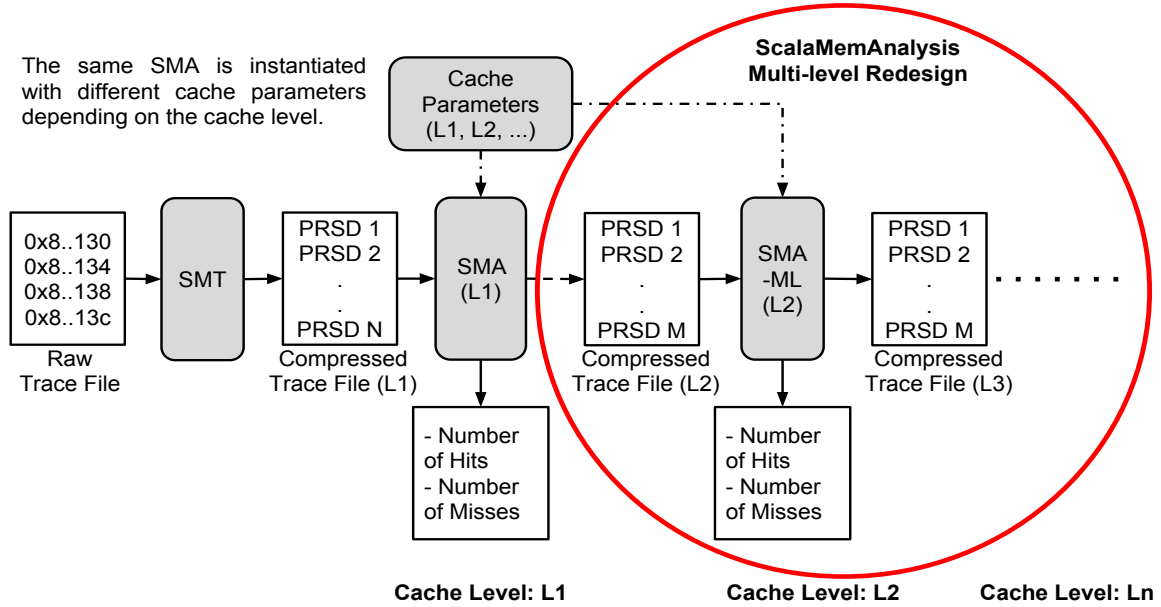 The same SMA is instantiated
with different cache parameters
depending on the cache level.
Cache
Parameters
(L1, L2, ...)
ScalaMemAnalysis
Multi-level Redesign
0x8..130
0x8..134
0x8..138
0x8..13c
Raw
Trace File
SMT
PRSD 1
PRSD 2
.
.
PRSD N
Compressed
Trace File (L1)
SMA
(L1)
- Number
of Hits
- Number
of Misses
PRSD 1
PRSD 2
.
.
PRSD M
Compressed
Trace File (L2)
SMA
-ML
(L2)
- Number
of Hits
- Number
of Misses
PRSD 1
PRSD 2
.
.
PRSD M
Compressed
Trace File (L3)
Cache Level: L1
Cache Level: L2
Cache Level: Ln